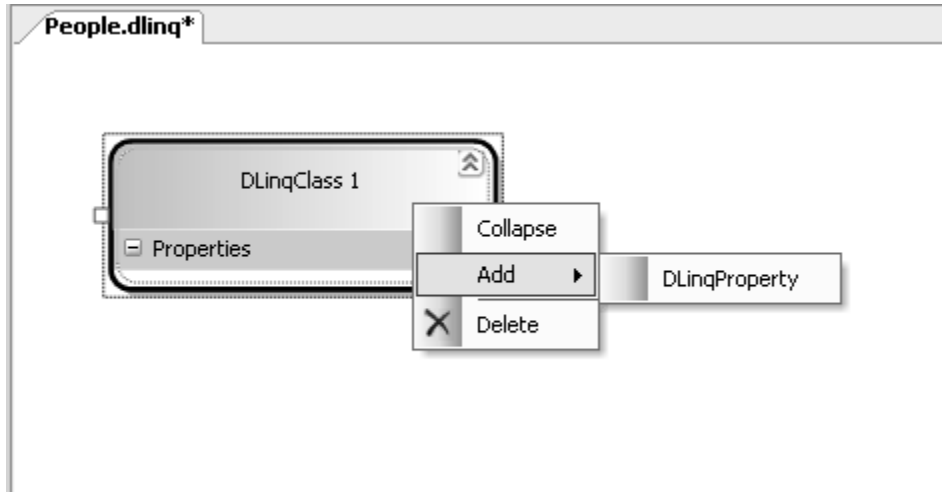 People.dlinq*
DLinqClass 1
Properties
Collapse
Add
DLinqProperty
Delete